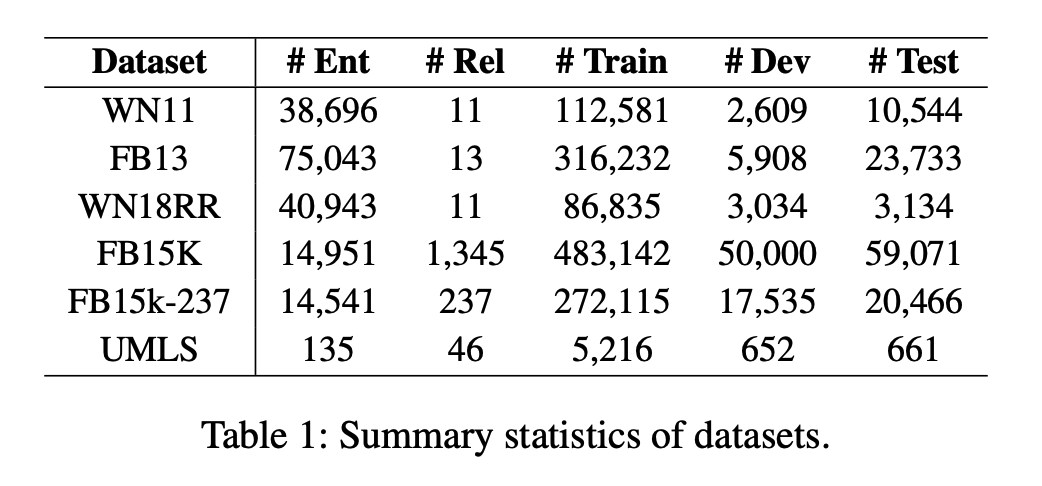 Dataset # Ent # Rel # Train # Dev # Test
WN11 38,696 11 112,581 2,609 10,544
FB13 75,043 13 316,232 5,908 23,733
WN18RR 40,943 11 86,835 3,034 3,134
FB15K 14,951 1,345 483,142 50,000 59,071
FB15k-237 14,541 237 272,115 17,535 20,466
UMLS 135 46 5,216 652 661
Table 1: Summary statistics of datasets.